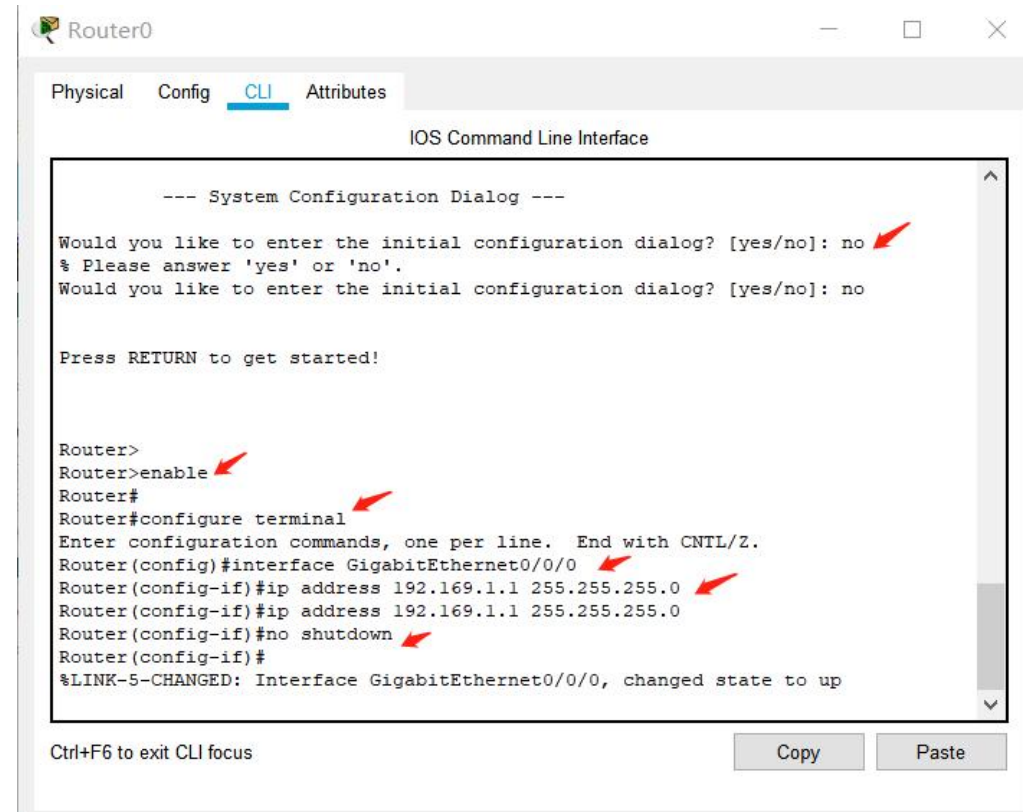 Router0
Physical Config CLI Attributes
IOS Command Line Interface
--- System Configuration Dialog ---
Would you like to enter the initial configuration dialog? [yes/no]: no
% Please answer 'yes' or 'no'.
Would you like to enter the initial configuration dialog? [yes/no]: no
Press RETURN to get started!
Router>
Router>enable
Router#
Router#configure terminal
Enter configuration commands, one per line.  End with CNTL/Z.
Router(config)#interface GigabitEthernet0/0/0
Router(config-if)#ip address 192.169.1.1 255.255.255.0
Router(config-if)#ip address 192.169.1.1 255.255.255.0
Router(config-if)#no shutdown
Router(config-if)#
%LINK-5-CHANGED: Interface GigabitEthernet0/0/0, changed state to up
Ctrl+F6 to exit CLI focus
Copy Paste